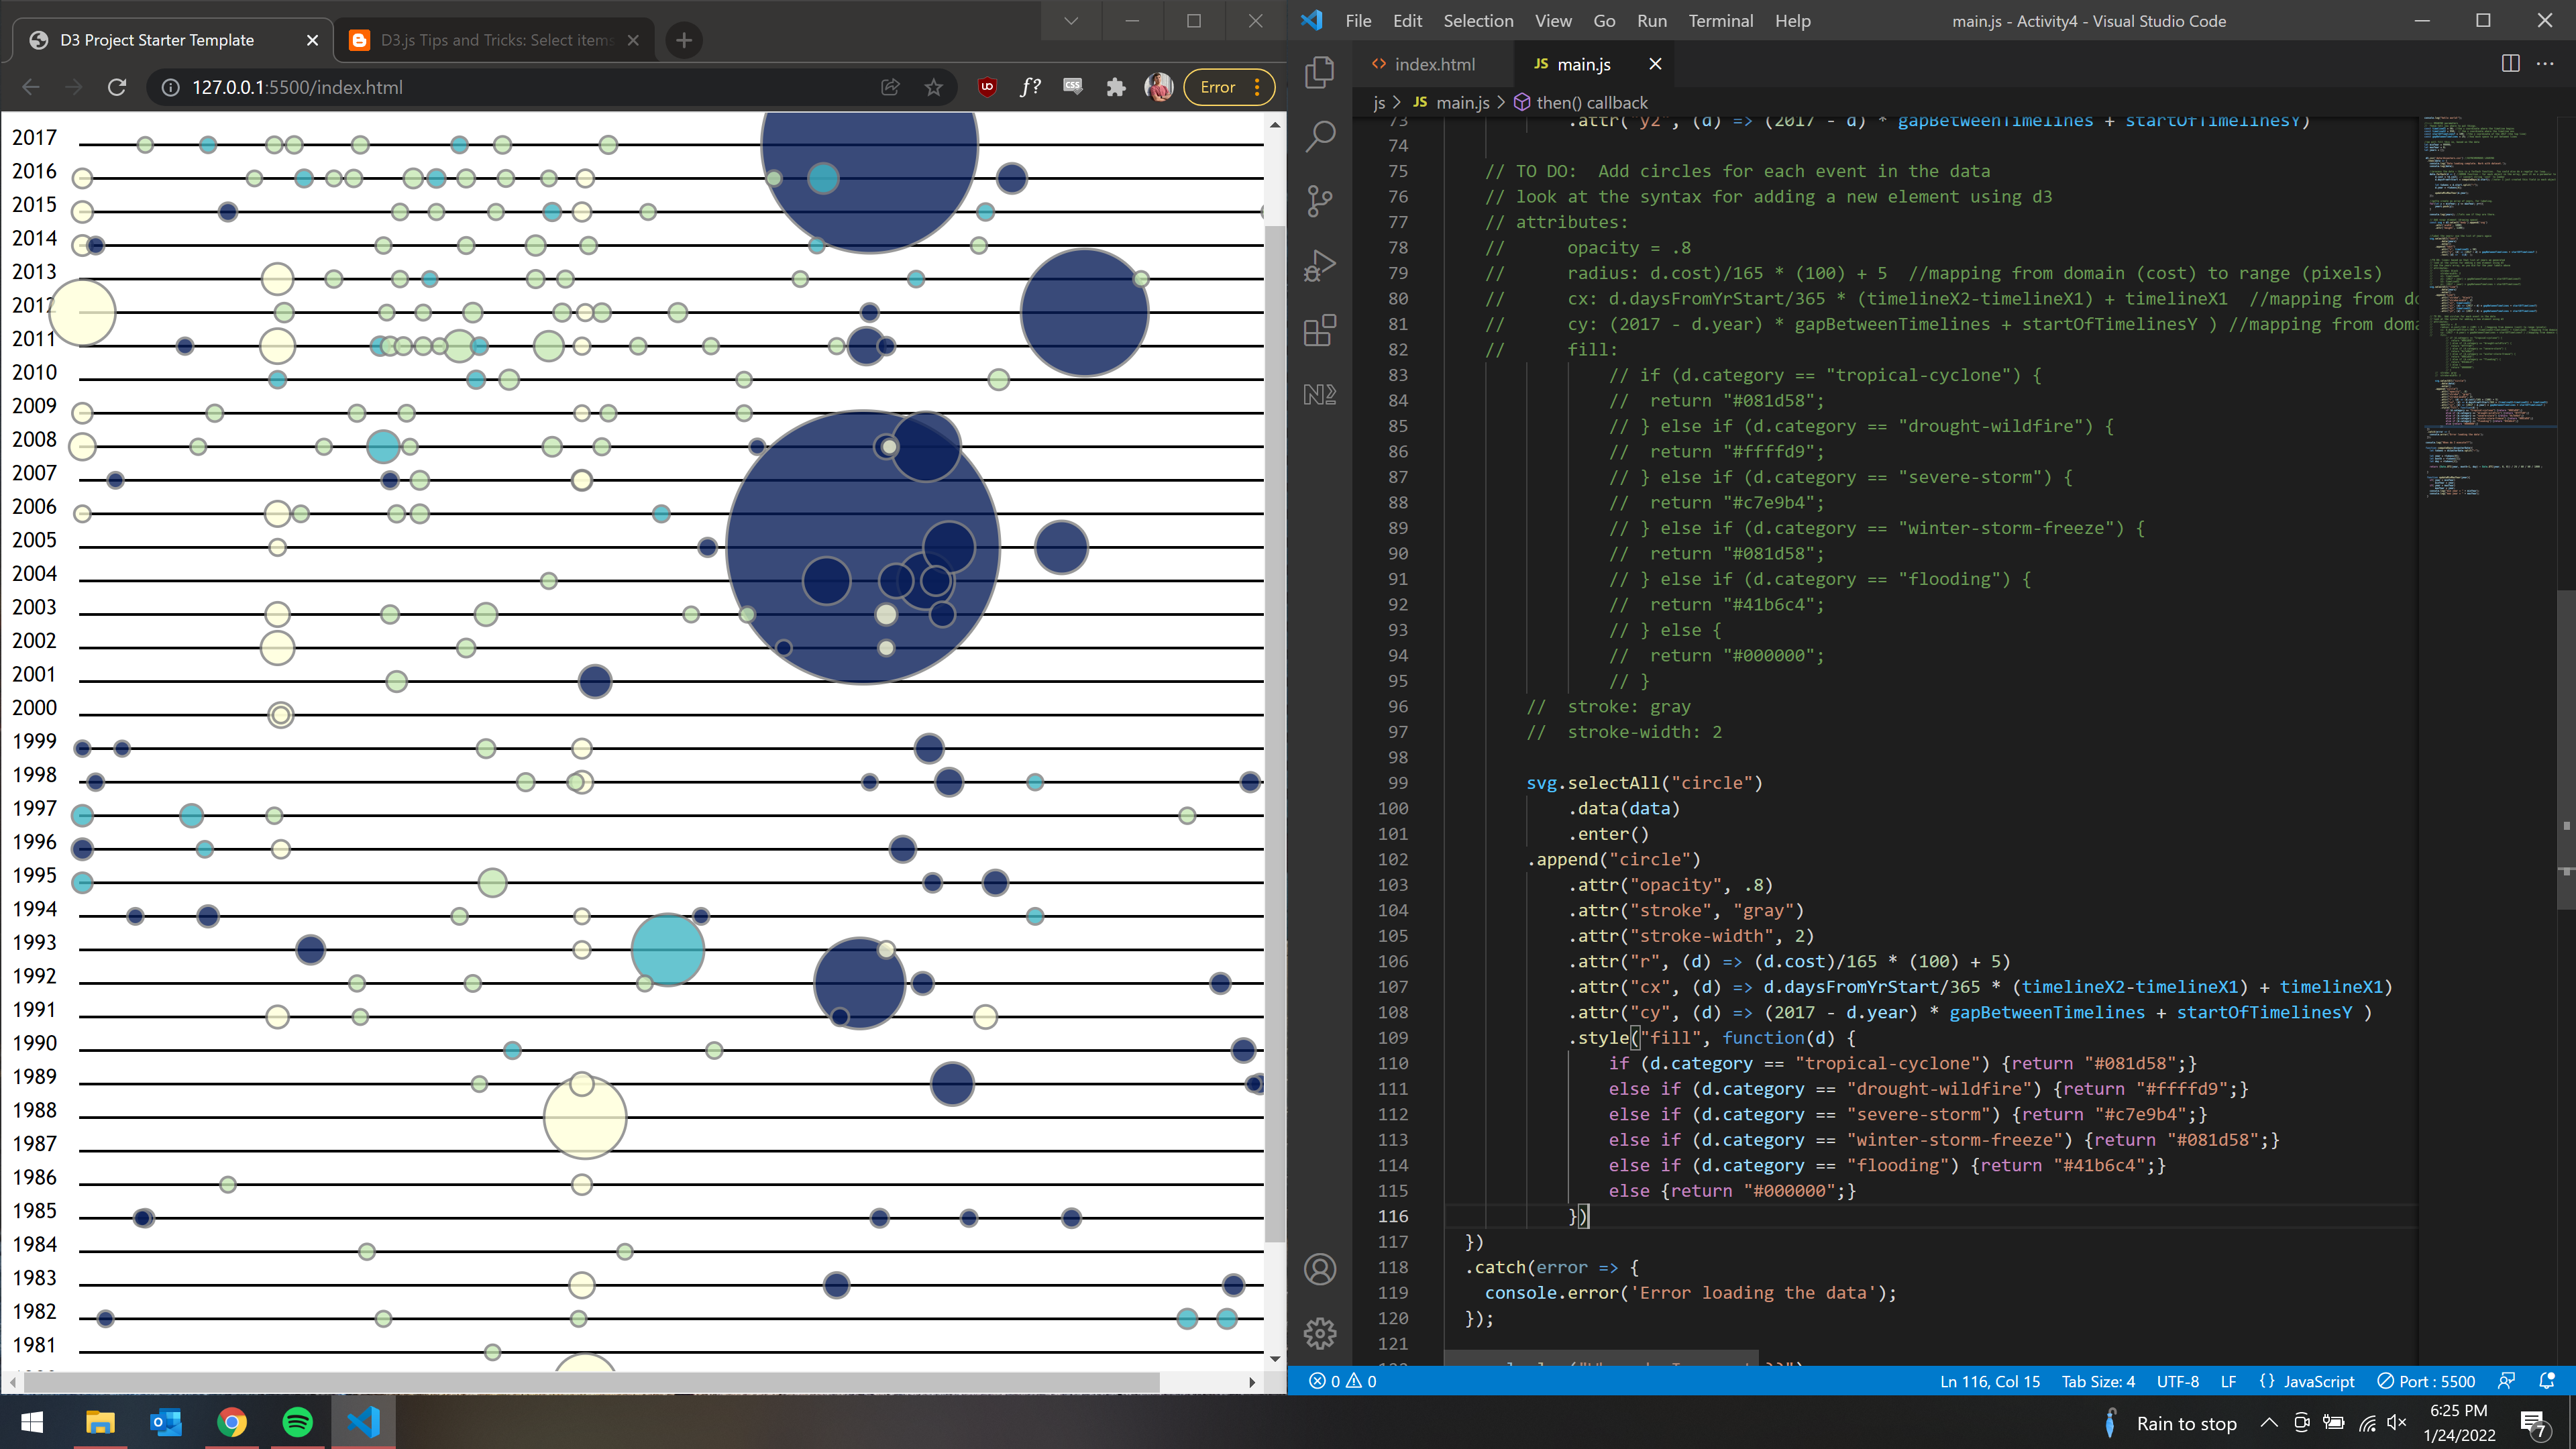 D3 Project Starter Template
D3.js Tips and Tricks: Select items
127.0.0.1:5500/index.html
Error
2017
2016
2015
2014
2013
2012
2011
2010
2009
2008
2007
2006
2005
2004
2003
2002
2001
2000
1999
1998
1997
1996
1995
1994
1993
1992
1991
1990
1989
1988
1987
1986
1985
1984
1983
1982
1981
File Edit Selection View Go Run Terminal Help
main.js - Activity4 - Visual Studio Code
index.html
JS main.js
js > JS main.js > then() callback
73 .attr("y2", (d) => (2017 - d) * gapBetweenTimelines + startOfTimelinesY)
74
75 // TO DO:  Add circles for each event in the data
76 // look at the syntax for adding a new element using d3
77 // attributes:
78 //      opacity = .8
79 //      radius: d.cost)/165 * (100) + 5  //mapping from domain (cost) to range (pixels)
80 //      cx: d.daysFromYrStart/365 * (timelineX2-timelineX1) + timelineX1  //mapping from do
81 //      cy: (2017 - d.year) * gapBetweenTimelines + startOfTimelinesY ) //mapping from doma
82 //      fill:
83 // if (d.category == "tropical-cyclone") {
84 //  return "#081d58";
85 // } else if (d.category == "drought-wildfire") {
86 //  return "#ffffd9";
87 // } else if (d.category == "severe-storm") {
88 //  return "#c7e9b4";
89 // } else if (d.category == "winter-storm-freeze") {
90 //  return "#081d58";
91 // } else if (d.category == "flooding") {
92 //  return "#41b6c4";
93 // } else {
94 //  return "#000000";
95 // }
96 //  stroke: gray
97 //  stroke-width: 2
98
99 svg.selectAll("circle")
100 .data(data)
101 .enter()
102 .append("circle")
103 .attr("opacity", .8)
104 .attr("stroke", "gray")
105 .attr("stroke-width", 2)
106 .attr("r", (d) => (d.cost)/165 * (100) + 5)
107 .attr("cx", (d) => d.daysFromYrStart/365 * (timelineX2-timelineX1) + timelineX1)
108 .attr("cy", (d) => (2017 - d.year) * gapBetweenTimelines + startOfTimelinesY )
109 .style("fill", function(d) {
110 if (d.category == "tropical-cyclone") {return "#081d58";}
111 else if (d.category == "drought-wildfire") {return "#ffffd9";}
112 else if (d.category == "severe-storm") {return "#c7e9b4";}
113 else if (d.category == "winter-storm-freeze") {return "#081d58";}
114 else if (d.category == "flooding") {return "#41b6c4";}
115 else {return "#000000";}
116 })
117 })
118 .catch(error => {
119 console.error('Error loading the data');
120 });
121
0 0
Ln 116, Col 15 Tab Size: 4 UTF-8 LF {} JavaScript Port : 5500
Rain to stop
6:25 PM
1/24/2022
7